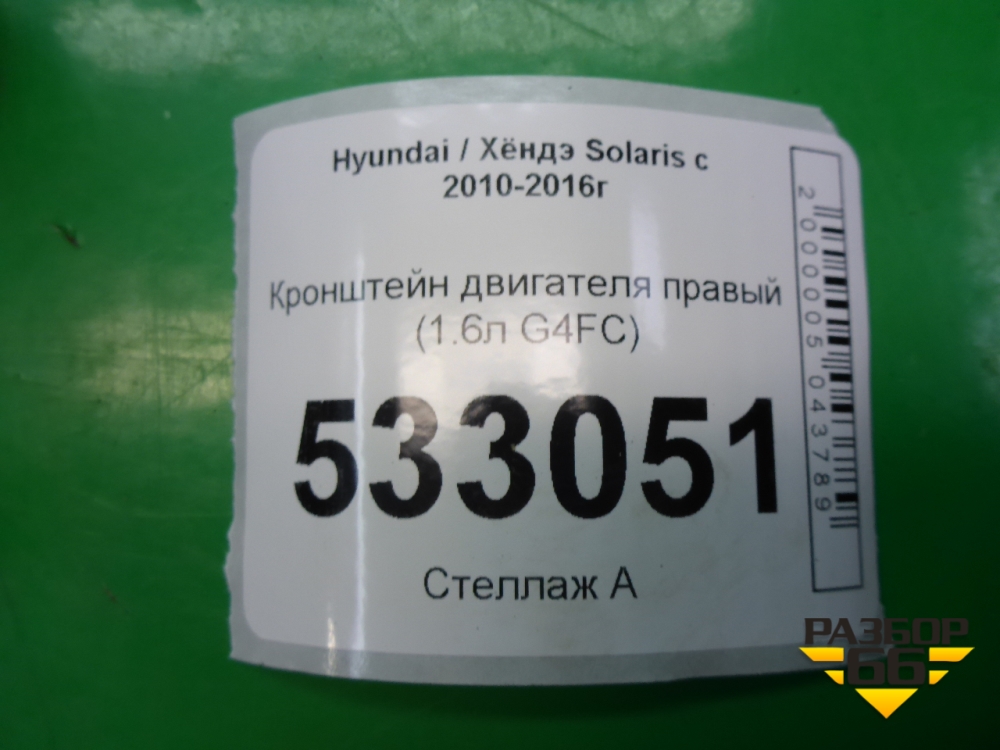 Hyundai / Хёндэ Solaris с
2010-2016г
Кронштейн двигателя правый
(1.6л G4FC)
533051
Стеллаж А
2000005043789
РАЗБОР
66